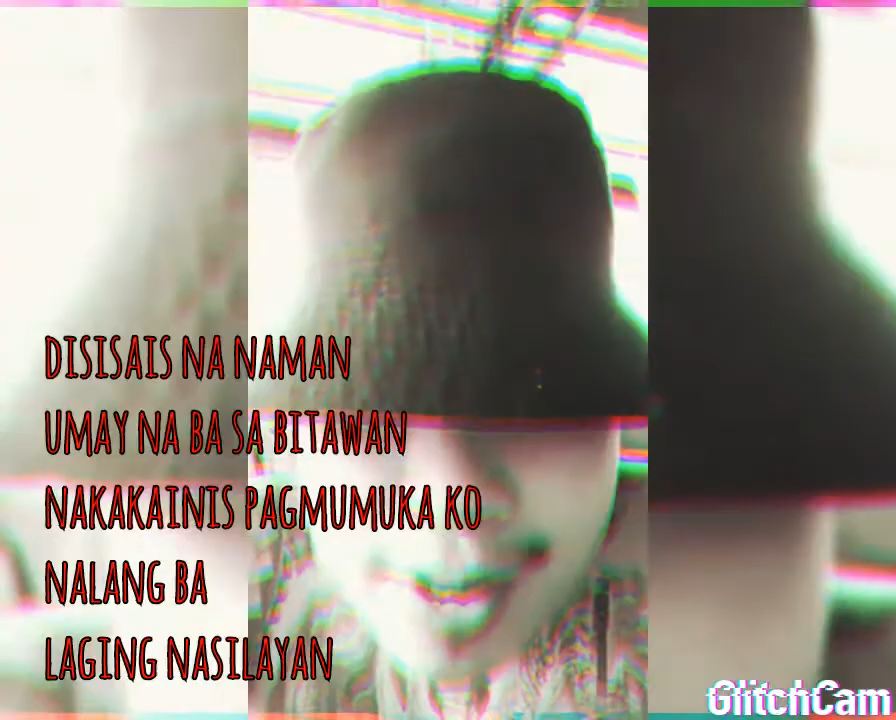 DISISAIS NA NAMAN
UMAY NA BA SA BITAWAN
NAKAKAINIS PAGMUMUKA KO
NALANG BA
LAGING NASILAYAN
GlitchCam